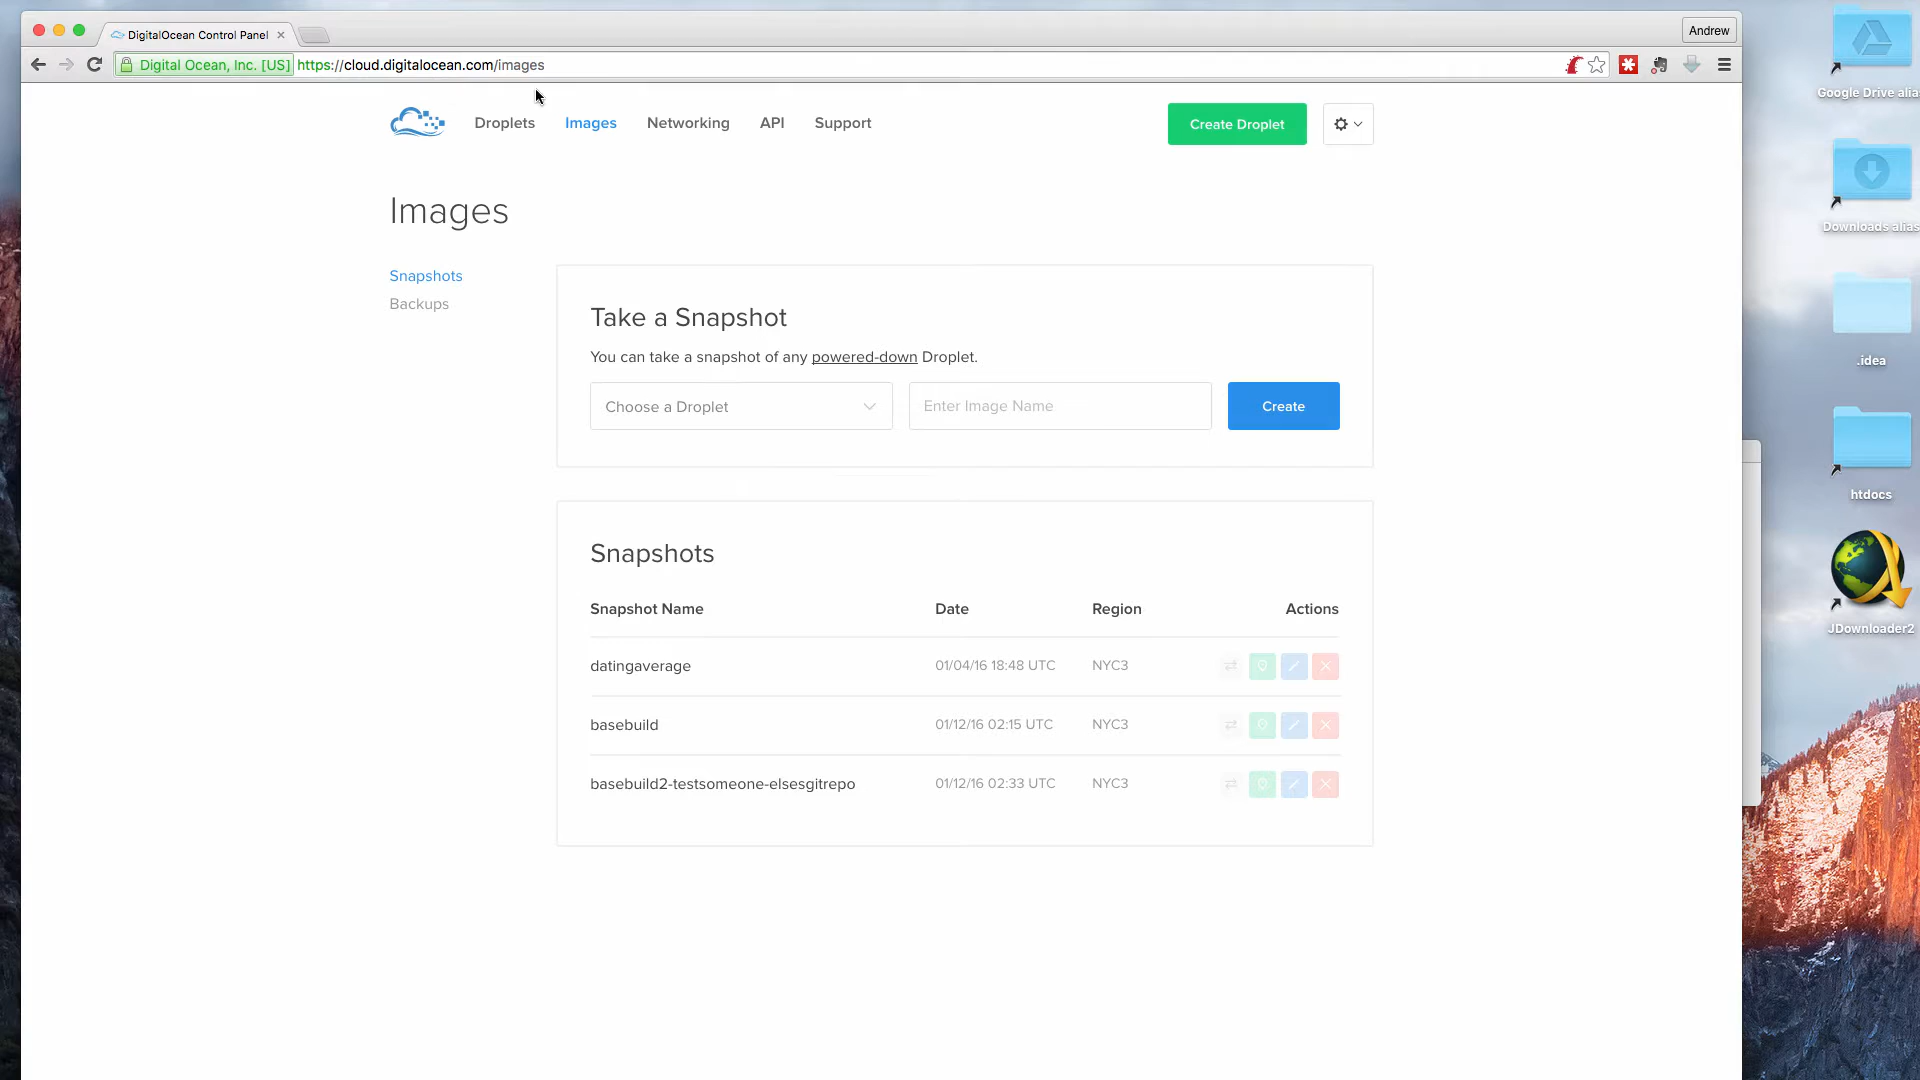 DigitalOcean Control Panel
Andrew
Digital Ocean, Inc. [US] https://cloud.digitalocean.com/images
Droplets Images Networking API Support
Create Droplet
Images
Snapshots
Backups
Take a Snapshot
You can take a snapshot of any powered-down Droplet.
Choose a Droplet
Enter Image Name
Create
Snapshots
Snapshot Name Date Region Actions
datingaverage 01/04/16 18:48 UTC NYC3
basebuild 01/12/16 02:15 UTC NYC3
basebuild2-testsomeone-elsesgitrepo 01/12/16 02:33 UTC NYC3
Google Drive alia
Downloads alias
.idea
htdocs
JDownloader2